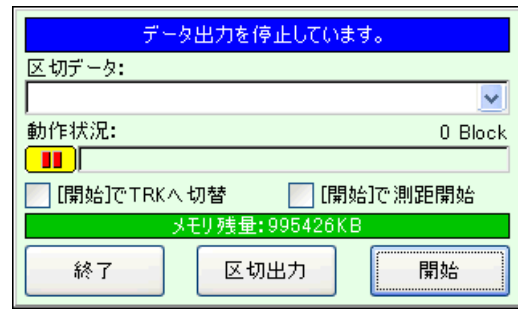 データ出力を停止しています。
区切データ:
動作状況: 0 Block
[開始]でTRKへ切替 [開始]で測距開始
メモリ残量:995426KB
終了 区切出力 開始